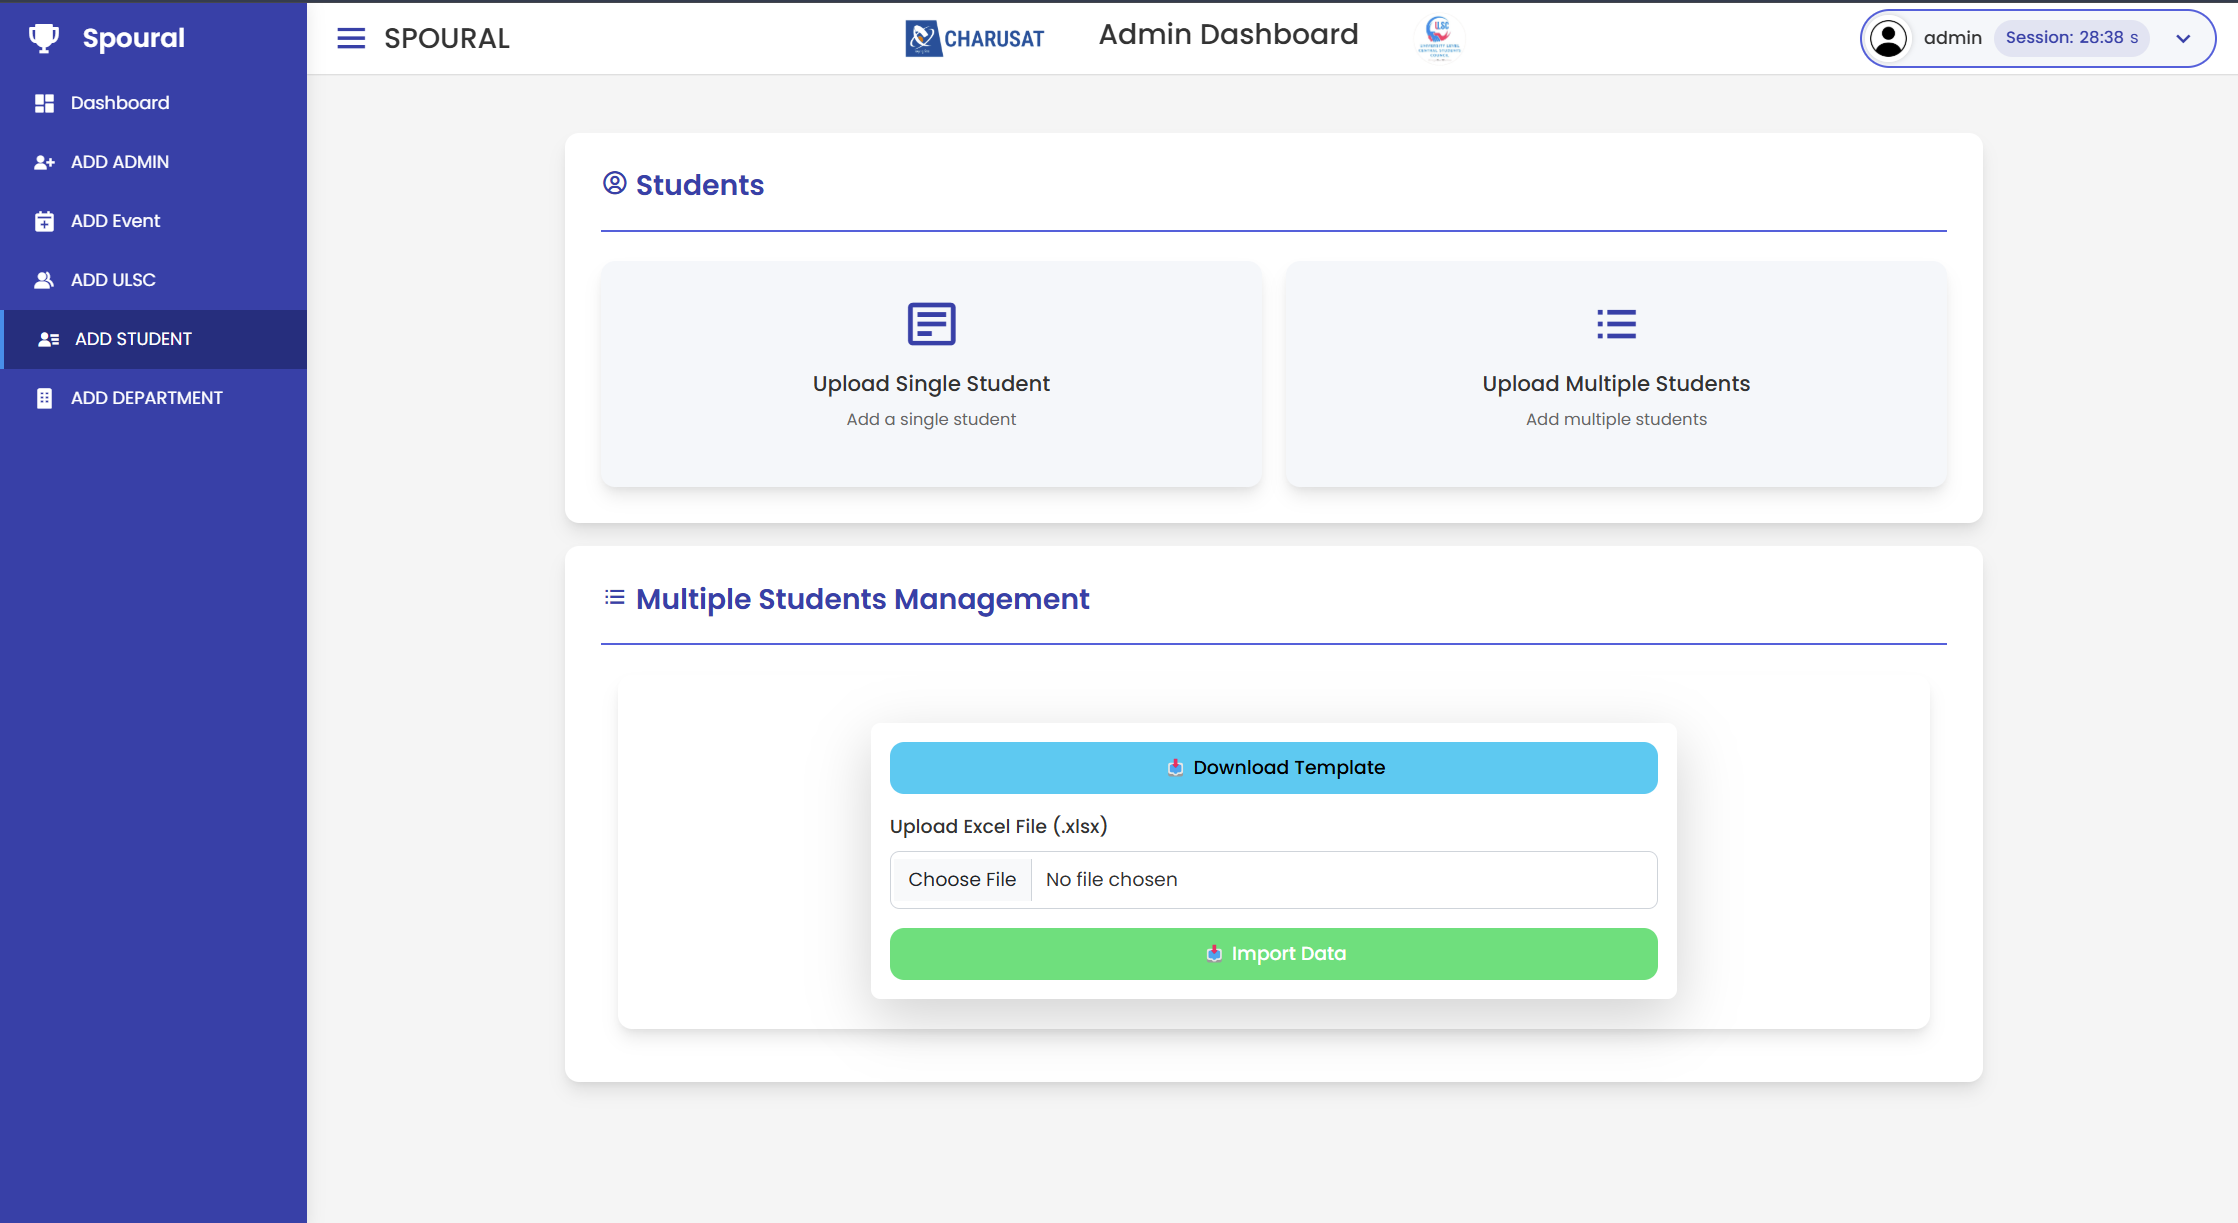 Spoural
SPOURAL
CHARUSAT
Admin Dashboard
ULSC
admin
Session: 28:38 s
Dashboard
ADD ADMIN
ADD Event
ADD ULSC
ADD STUDENT
ADD DEPARTMENT
Students
Upload Single Student
Add a single student
Upload Multiple Students
Add multiple students
Multiple Students Management
Download Template
Upload Excel File (.xlsx)
Choose File
No file chosen
Import Data